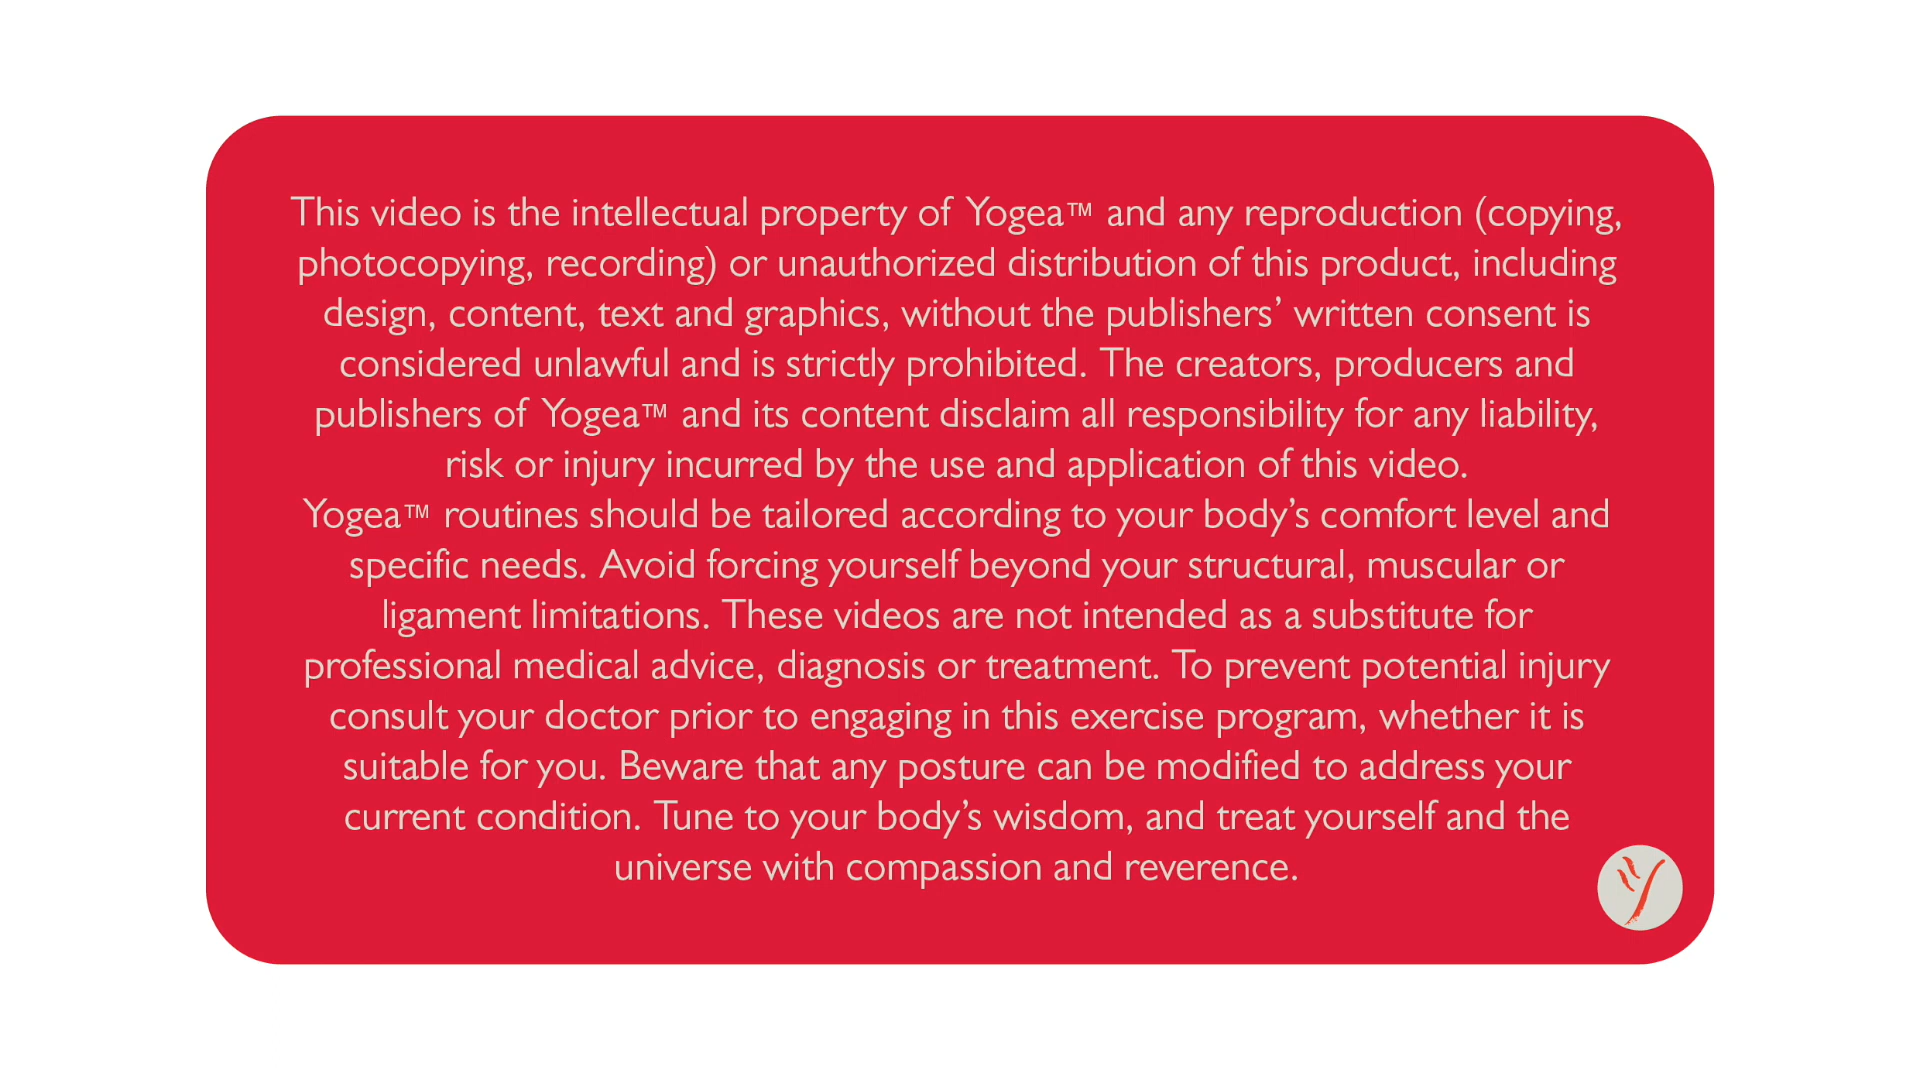 This video is the intellectual property of Yogea™ and any reproduction (copying,
photocopying, recording) or unauthorized distribution of this product, including
design, content, text and graphics, without the publishers’ written consent is
considered unlawful and is strictly prohibited. The creators, producers and
publishers of Yogea™ and its content disclaim all responsibility for any liability,
risk or injury incurred by the use and application of this video.
Yogea™ routines should be tailored according to your body’s comfort level and
specific needs. Avoid forcing yourself beyond your structural, muscular or
ligament limitations. These videos are not intended as a substitute for
professional medical advice, diagnosis or treatment. To prevent potential injury
consult your doctor prior to engaging in this exercise program, whether it is
suitable for you. Beware that any posture can be modified to address your
current condition. Tune to your body’s wisdom, and treat yourself and the
universe with compassion and reverence.